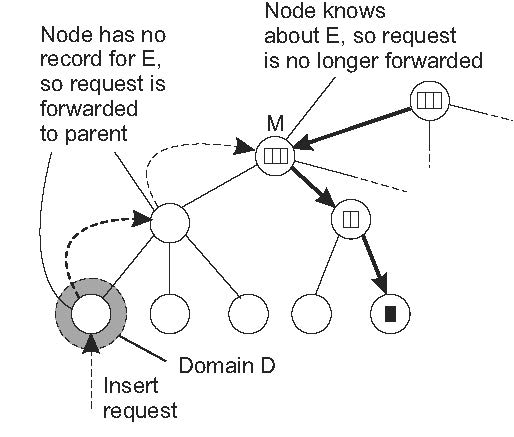 Node has no
record for E,
so request is
forwarded
to parent
Node knows
about E, so request
is no longer forwarded
M
Domain D
Insert
request